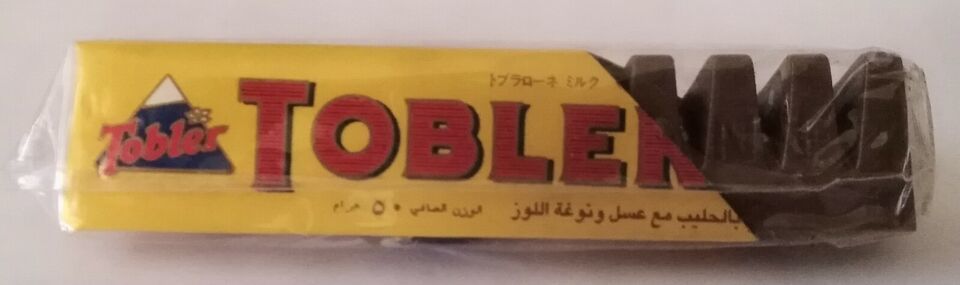 トブラローネ ミルク
Tobler
TOBLER
بالحليب مع عسل ونوغة اللوز
الوزن الصافي ٥٠ غرام